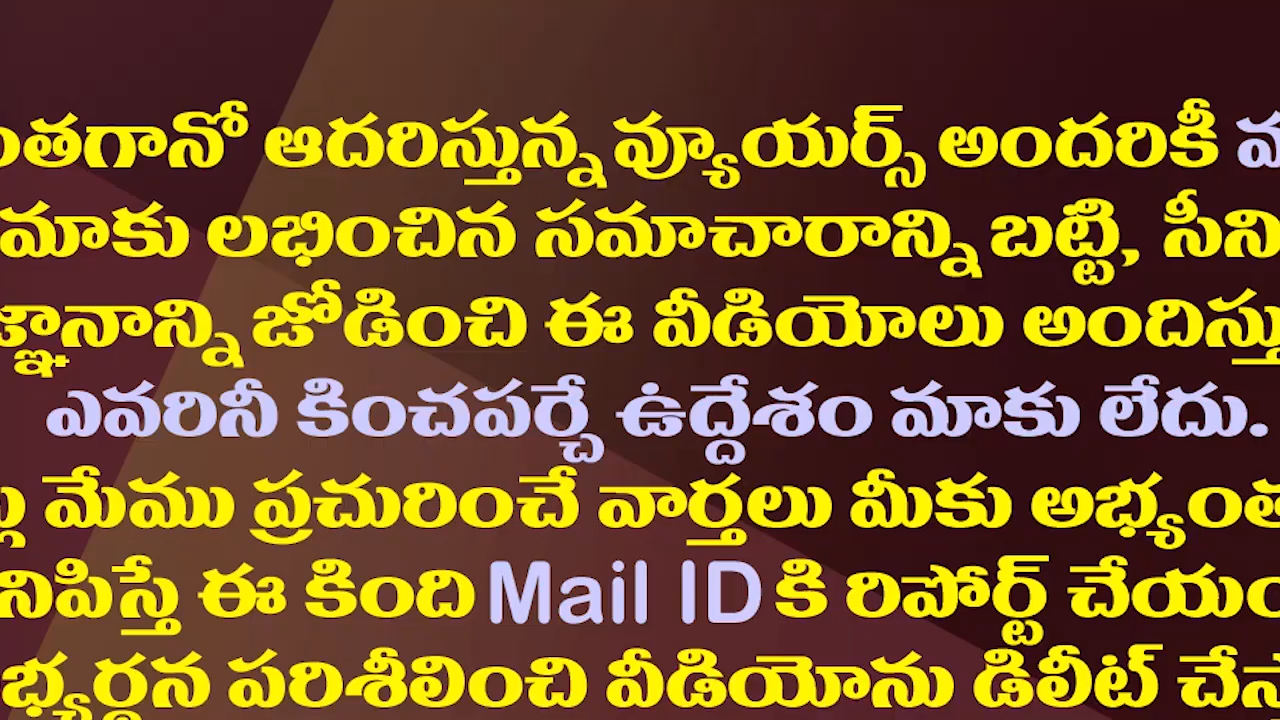 ంతగానో ఆదరిస్తున్న వ్యూయర్స్ అందరికీ
మాకు లభించిన సమాచారాన్ని బట్టి, సీని
జ్ఞానాన్ని జోడించి ఈ వీడియోలు అందిస్తు
ఎవరినీ కించపర్చే ఉద్దేశం మాకు లేదు.
మేము ప్రచురించే వార్తలు మీకు అభ్యంత
నిపిస్తే ఈ కింది Mail ID కి రిపోర్ట్ చేయం
భ్యర్థన పరిశీలించి వీడియోను డిలీట్ చేస